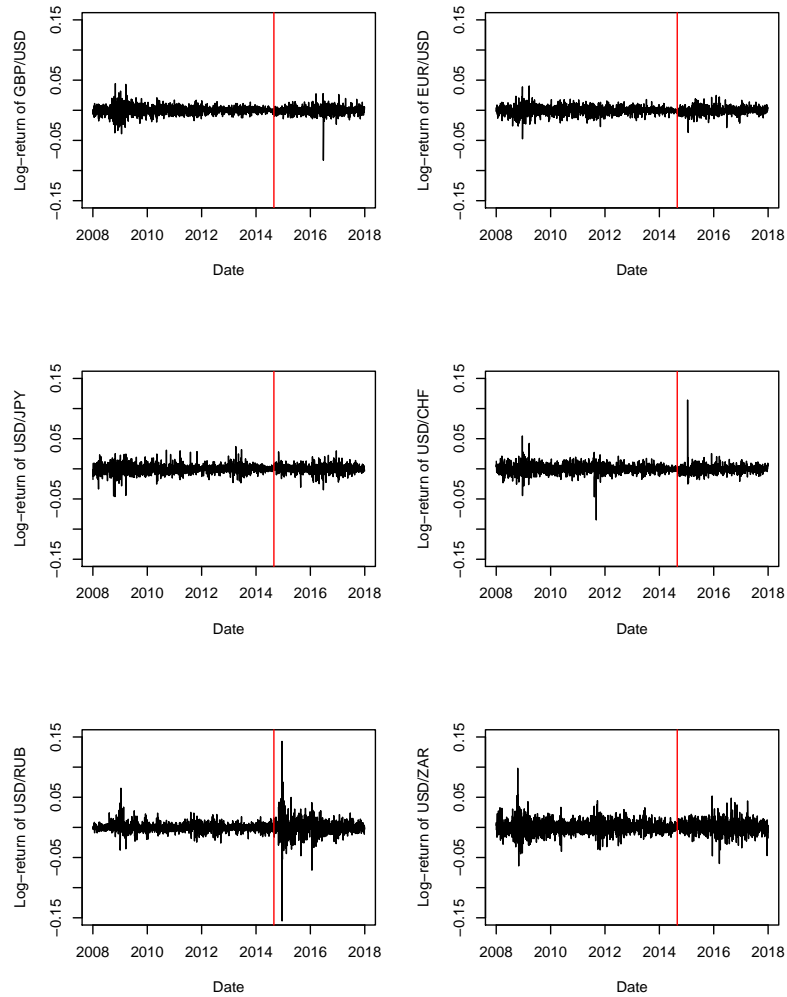 Log−return of GBP/USD
0.15
0.05
−0.05
−0.15
2008 2010 2012 2014 2016 2018
Date
Log−return of EUR/USD
0.15
0.05
−0.05
−0.15
2008 2010 2012 2014 2016 2018
Date
Log−return of USD/JPY
0.15
0.05
−0.05
−0.15
2008 2010 2012 2014 2016 2018
Date
Log−return of USD/CHF
0.15
0.05
−0.05
−0.15
2008 2010 2012 2014 2016 2018
Date
Log−return of USD/RUB
0.15
0.05
−0.05
−0.15
2008 2010 2012 2014 2016 2018
Date
Log−return of USD/ZAR
0.15
0.05
−0.05
−0.15
2008 2010 2012 2014 2016 2018
Date